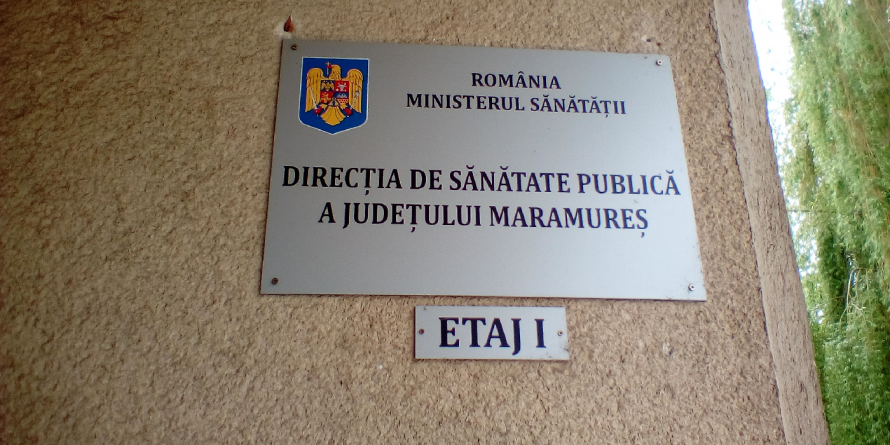 ROMÂNIA
MINISTERUL SĂNĂTĂȚII
DIRECȚIA DE SĂNĂTATE PUBLICĂ
A JUDEȚULUI MARAMUREȘ
ETAJ I